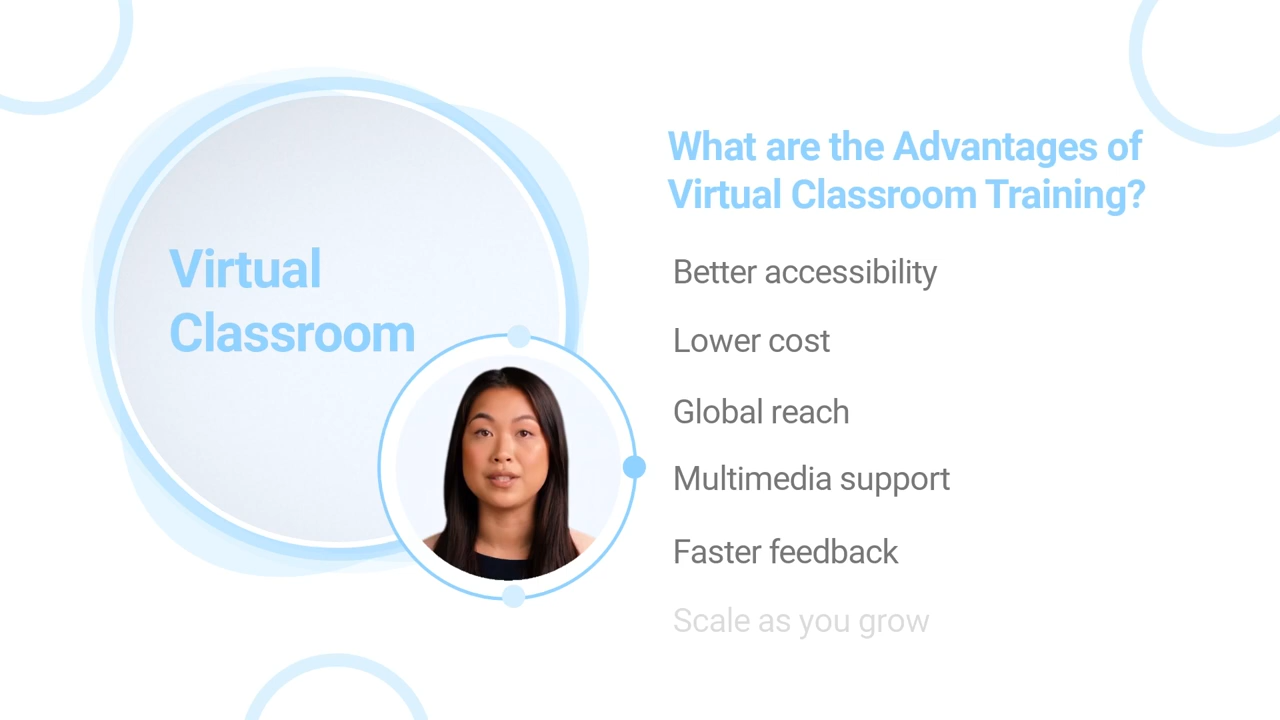 Virtual
Classroom
What are the Advantages of
Virtual Classroom Training?
Better accessibility
Lower cost
Global reach
Multimedia support
Faster feedback
Scale as you grow